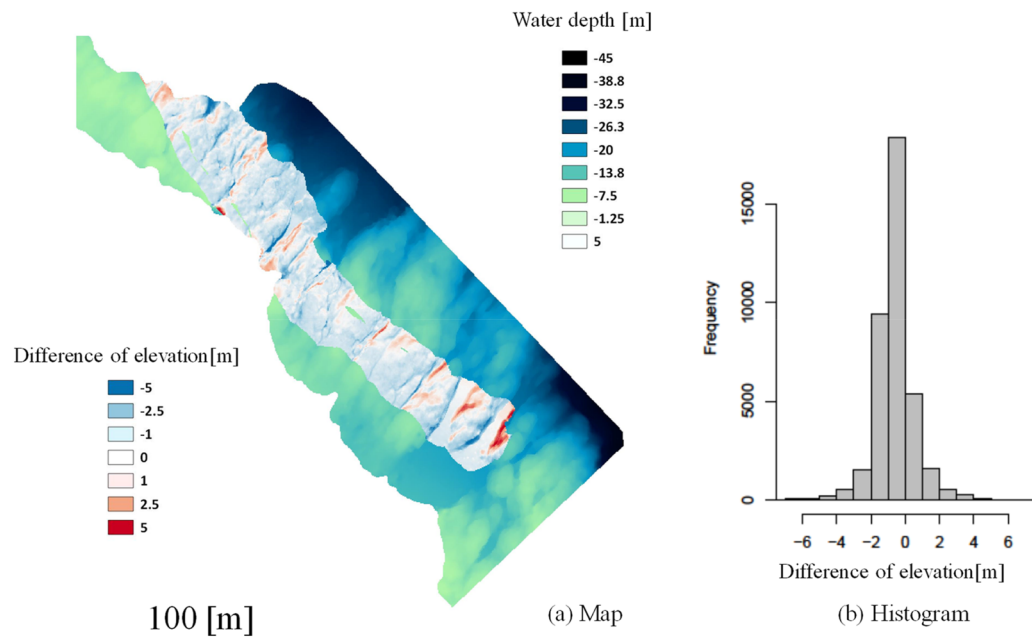 Water depth [m]
-45
-38.8
-32.5
-26.3
-20
-13.8
-7.5
-1.25
5
Difference of elevation[m]
-5
-2.5
-1
0
1
2.5
5
100 [m]
(a) Map
Frequency
15000
10000
5000
0
−6 −4 −2 0 2 4 6
Difference of elevation[m]
(b) Histogram